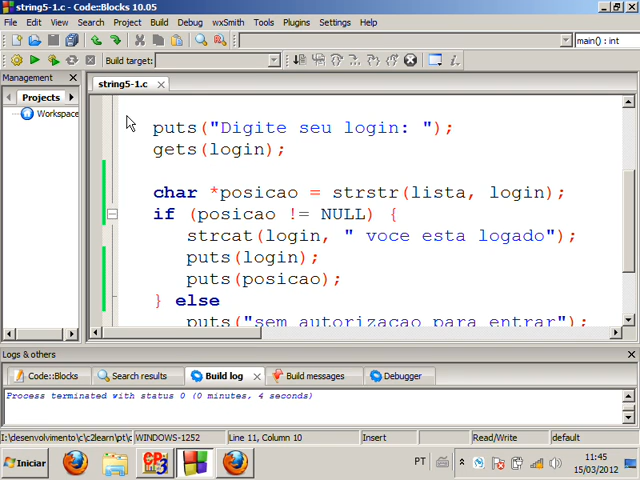 string5-1.c - Code::Blocks 10.05
File Edit View Search Project Build Debug wxSmith Tools Plugins Settings Help
main() : int
Build target:
Management
Projects
Workspace
string5-1.c
puts("Digite seu login: ");
gets(login);
char *posicao = strstr(lista, login);
if (posicao != NULL) {
strcat(login, " voce esta logado");
puts(login);
puts(posicao);
} else
puts("sem autorizacao para entrar");
Logs & others
Code::Blocks Search results Build log Build messages Debugger
Process terminated with status 0 (0 minutes, 4 seconds)
I:\desenvolvimento\c\c2learn\pt\c WINDOWS-1252 Line 11, Column 10 Insert Read/Write default
Iniciar
PT
11:45
15/03/2012